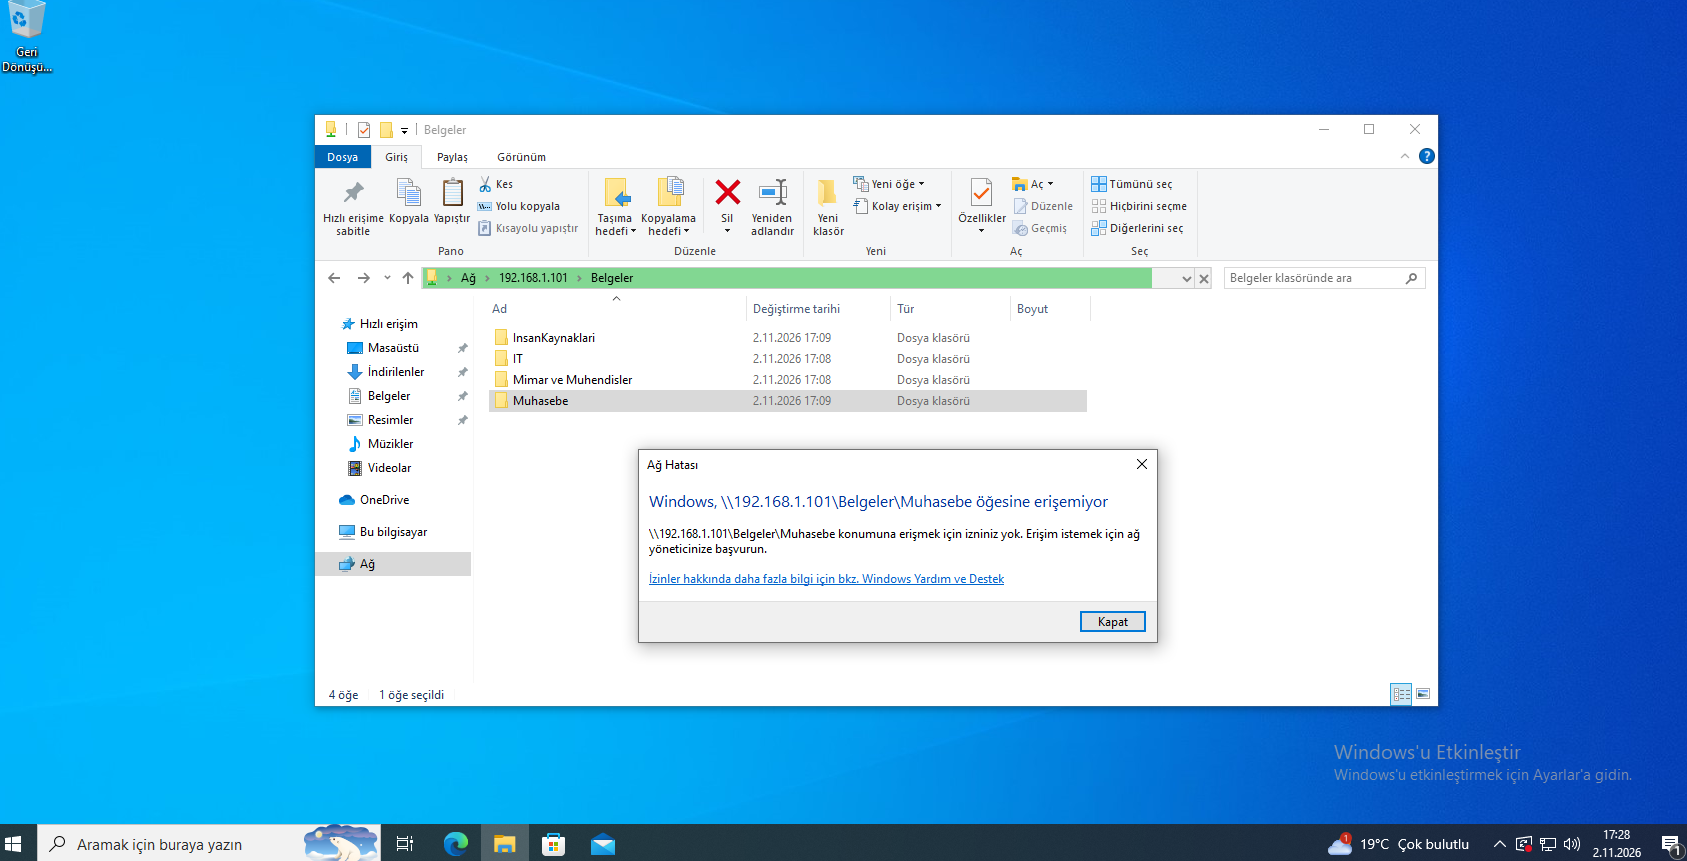 Geri
Dönüşü...
Belgeler
Dosya
Giriş
Paylaş
Görünüm
Hızlı erişime
sabitle
Kopyala
Yapıştır
Kes
Yolu kopyala
Kısayolu yapıştır
Pano
Taşıma
hedefi
Kopyalama
hedefi
Sil
Yeniden
adlandır
Düzenle
Yeni
klasör
Yeni öğe
Kolay erişim
Yeni
Özellikler
Aç
Düzenle
Geçmiş
Aç
Tümünü seç
Hiçbirini seçme
Diğerlerini seç
Seç
Ağ > 192.168.1.101 > Belgeler
Belgeler klasöründe ara
Ad
Değiştirme tarihi
Tür
Boyut
InsanKaynaklari 2.11.2026 17:09 Dosya klasörü
IT 2.11.2026 17:08 Dosya klasörü
Mimar ve Muhendisler 2.11.2026 17:08 Dosya klasörü
Muhasebe 2.11.2026 17:09 Dosya klasörü
Hızlı erişim
Masaüstü
İndirilenler
Belgeler
Resimler
Müzikler
Videolar
OneDrive
Bu bilgisayar
Ağ
Ağ Hatası
Windows, \\192.168.1.101\Belgeler\Muhasebe öğesine erişemiyor
\\192.168.1.101\Belgeler\Muhasebe konumuna erişmek için izniniz yok. Erişim istemek için ağ
yöneticinize başvurun.
İzinler hakkında daha fazla bilgi için bkz. Windows Yardım ve Destek
Kapat
4 öğe
1 öğe seçildi
Windows'u Etkinleştir
Windows'u etkinleştirmek için Ayarlar'a gidin.
Aramak için buraya yazın
1
19°C Çok bulutlu
17:28
2.11.2026
1